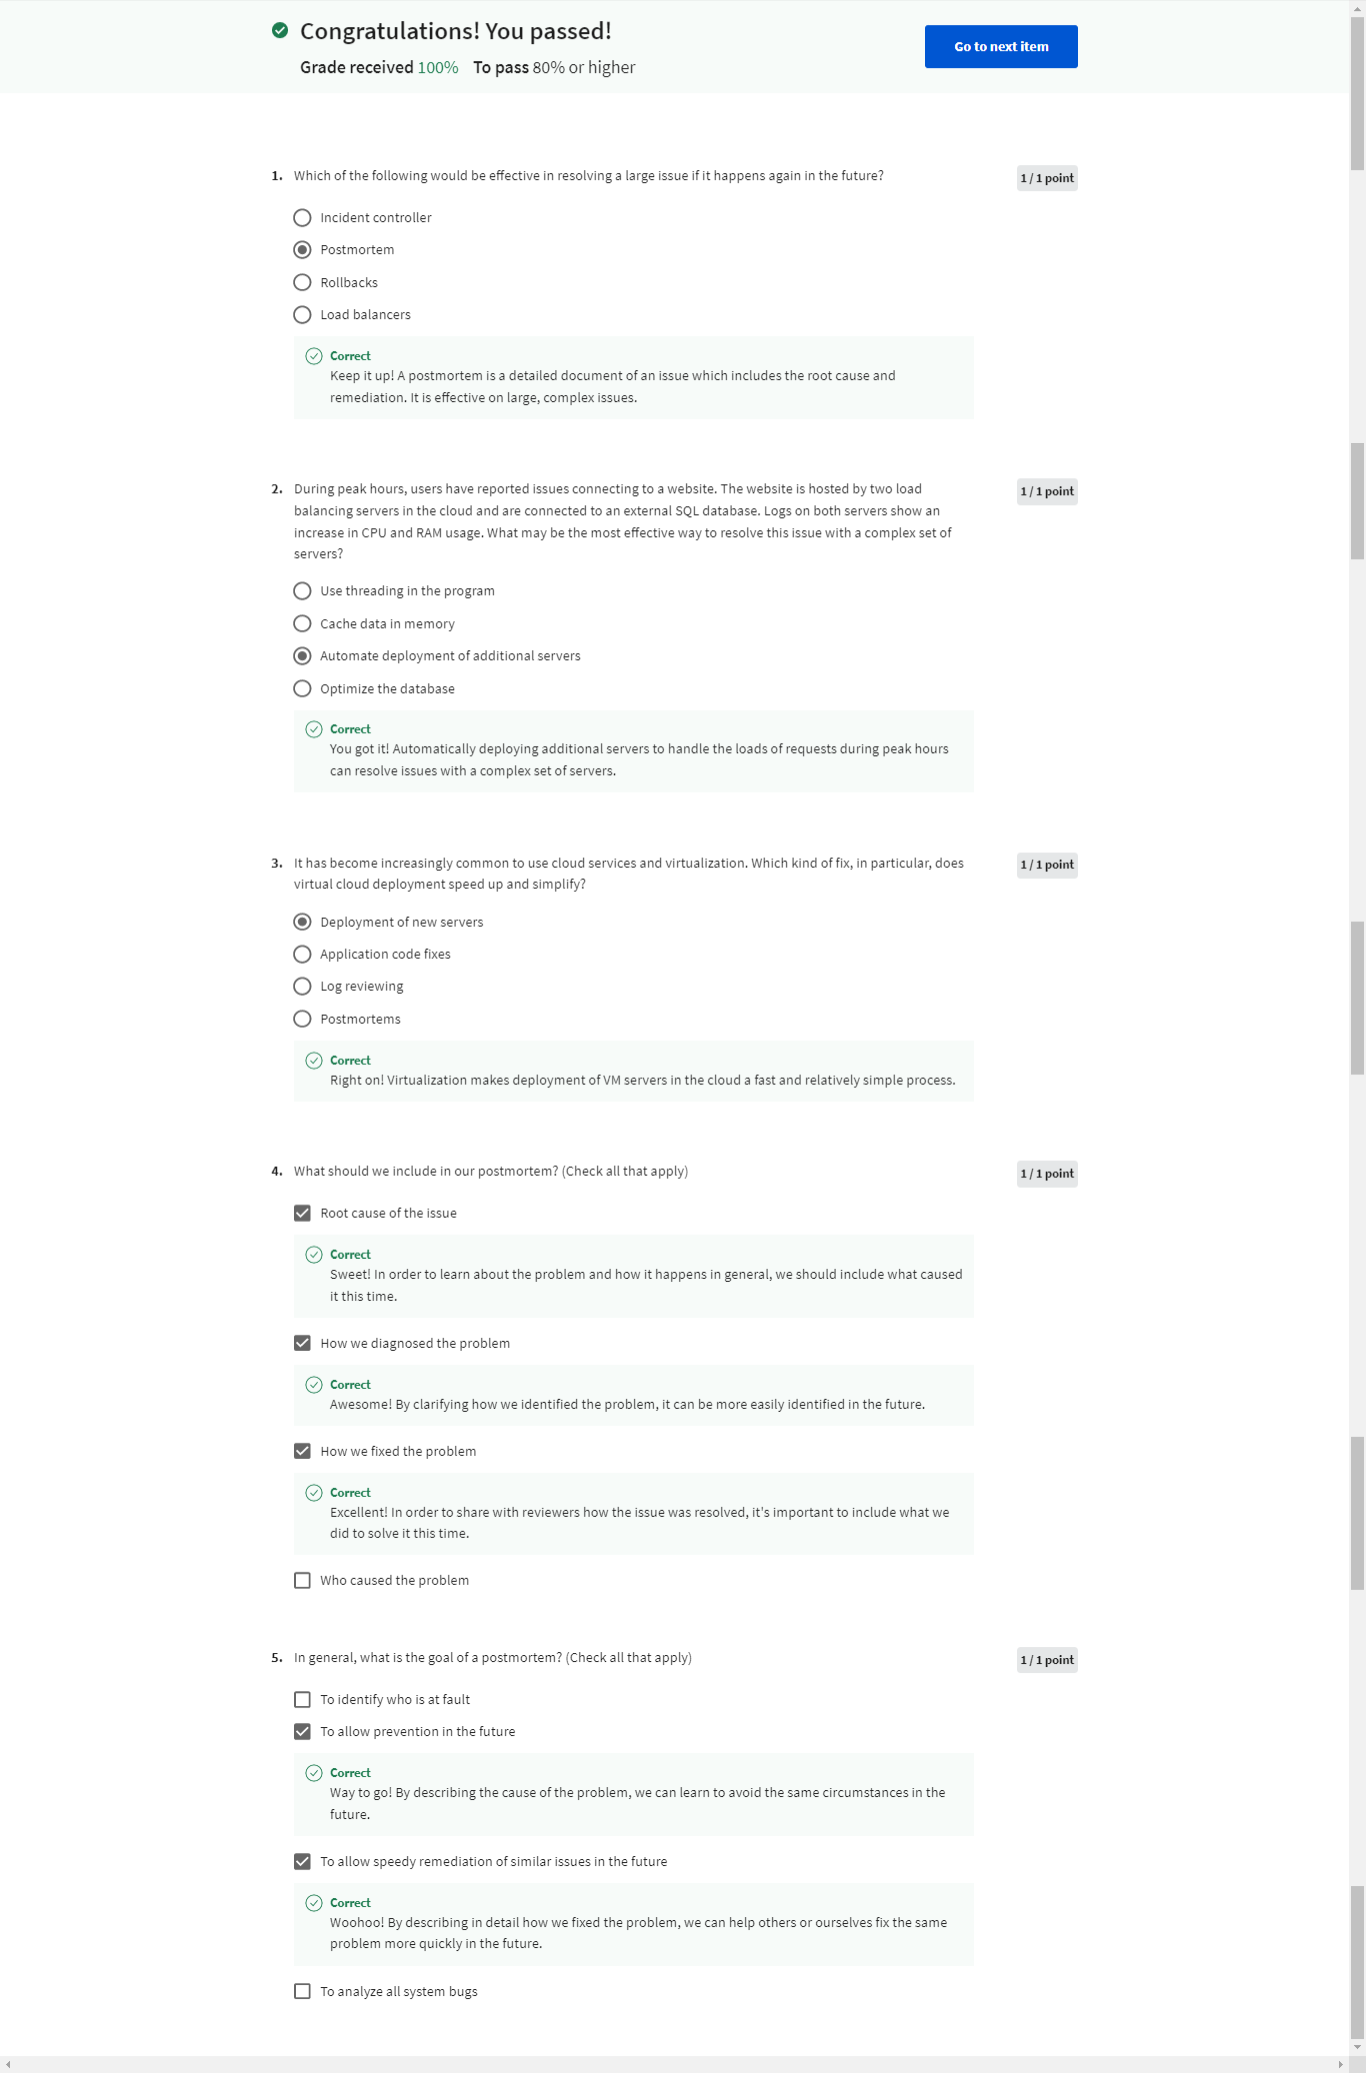 Congratulations! You passed!
Grade received 100% To pass 80% or higher
Go to next item
1. Which of the following would be effective in resolving a large issue if it happens again in the future?
1 / 1 point
Incident controller
Postmortem
Rollbacks
Load balancers
Correct
Keep it up! A postmortem is a detailed document of an issue which includes the root cause and
remediation. It is effective on large, complex issues.
2. During peak hours, users have reported issues connecting to a website. The website is hosted by two load
balancing servers in the cloud and are connected to an external SQL database. Logs on both servers show an
increase in CPU and RAM usage. What may be the most effective way to resolve this issue with a complex set of
servers?
1 / 1 point
Use threading in the program
Cache data in memory
Automate deployment of additional servers
Optimize the database
Correct
You got it! Automatically deploying additional servers to handle the loads of requests during peak hours
can resolve issues with a complex set of servers.
3. It has become increasingly common to use cloud services and virtualization. Which kind of fix, in particular, does
virtual cloud deployment speed up and simplify?
1 / 1 point
Deployment of new servers
Application code fixes
Log reviewing
Postmortems
Correct
Right on! Virtualization makes deployment of VM servers in the cloud a fast and relatively simple process.
4. What should we include in our postmortem? (Check all that apply)
1 / 1 point
Root cause of the issue
Correct
Sweet! In order to learn about the problem and how it happens in general, we should include what caused
it this time.
How we diagnosed the problem
Correct
Awesome! By clarifying how we identified the problem, it can be more easily identified in the future.
How we fixed the problem
Correct
Excellent! In order to share with reviewers how the issue was resolved, it's important to include what we
did to solve it this time.
Who caused the problem
5. In general, what is the goal of a postmortem? (Check all that apply)
1 / 1 point
To identify who is at fault
To allow prevention in the future
Correct
Way to go! By describing the cause of the problem, we can learn to avoid the same circumstances in the
future.
To allow speedy remediation of similar issues in the future
Correct
Woohoo! By describing in detail how we fixed the problem, we can help others or ourselves fix the same
problem more quickly in the future.
To analyze all system bugs